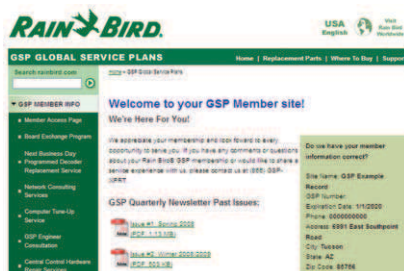 RAIN BIRD.
USA
English
Visit
Rain Bird
Worldwide
GSP GLOBAL SERVICE PLANS
Home | Replacement Parts | Where To Buy | Support
Search rainbird.com
Home > GSP Global Service Plans
GSP MEMBER INFO
Member Access Page
Board Exchange Program
Next Business Day
Programmed Decoder
Replacement Service
Network Consulting
Services
Computer Tune-Up
Service
GSP Engineer
Consultation
Central Control Hardware
Repair Services
Welcome to your GSP Member site!
We're Here For You!
We appreciate your membership and look forward to every
opportunity to serve you. If you have any comments or questions
about your Rain Bird® GSP membership or would like to share a
service experience with us, please contact us at (866) GSP-
XPRT.
GSP Quarterly Newsletter Past Issues:
Issue #1, Spring 2006
(PDF, 1.13 MB)
Issue #2, Winter 2006-2006
(PDF, 503 KB)
Do we have your member
information correct?
Site Name: GSP Example
Record
GSP Number:
Expiration Date: 1/1/2020
Phone: 0000000000
Address: 6991 East Southpoint
Road
City: Tucson
State: AZ
Zip Code: 85756